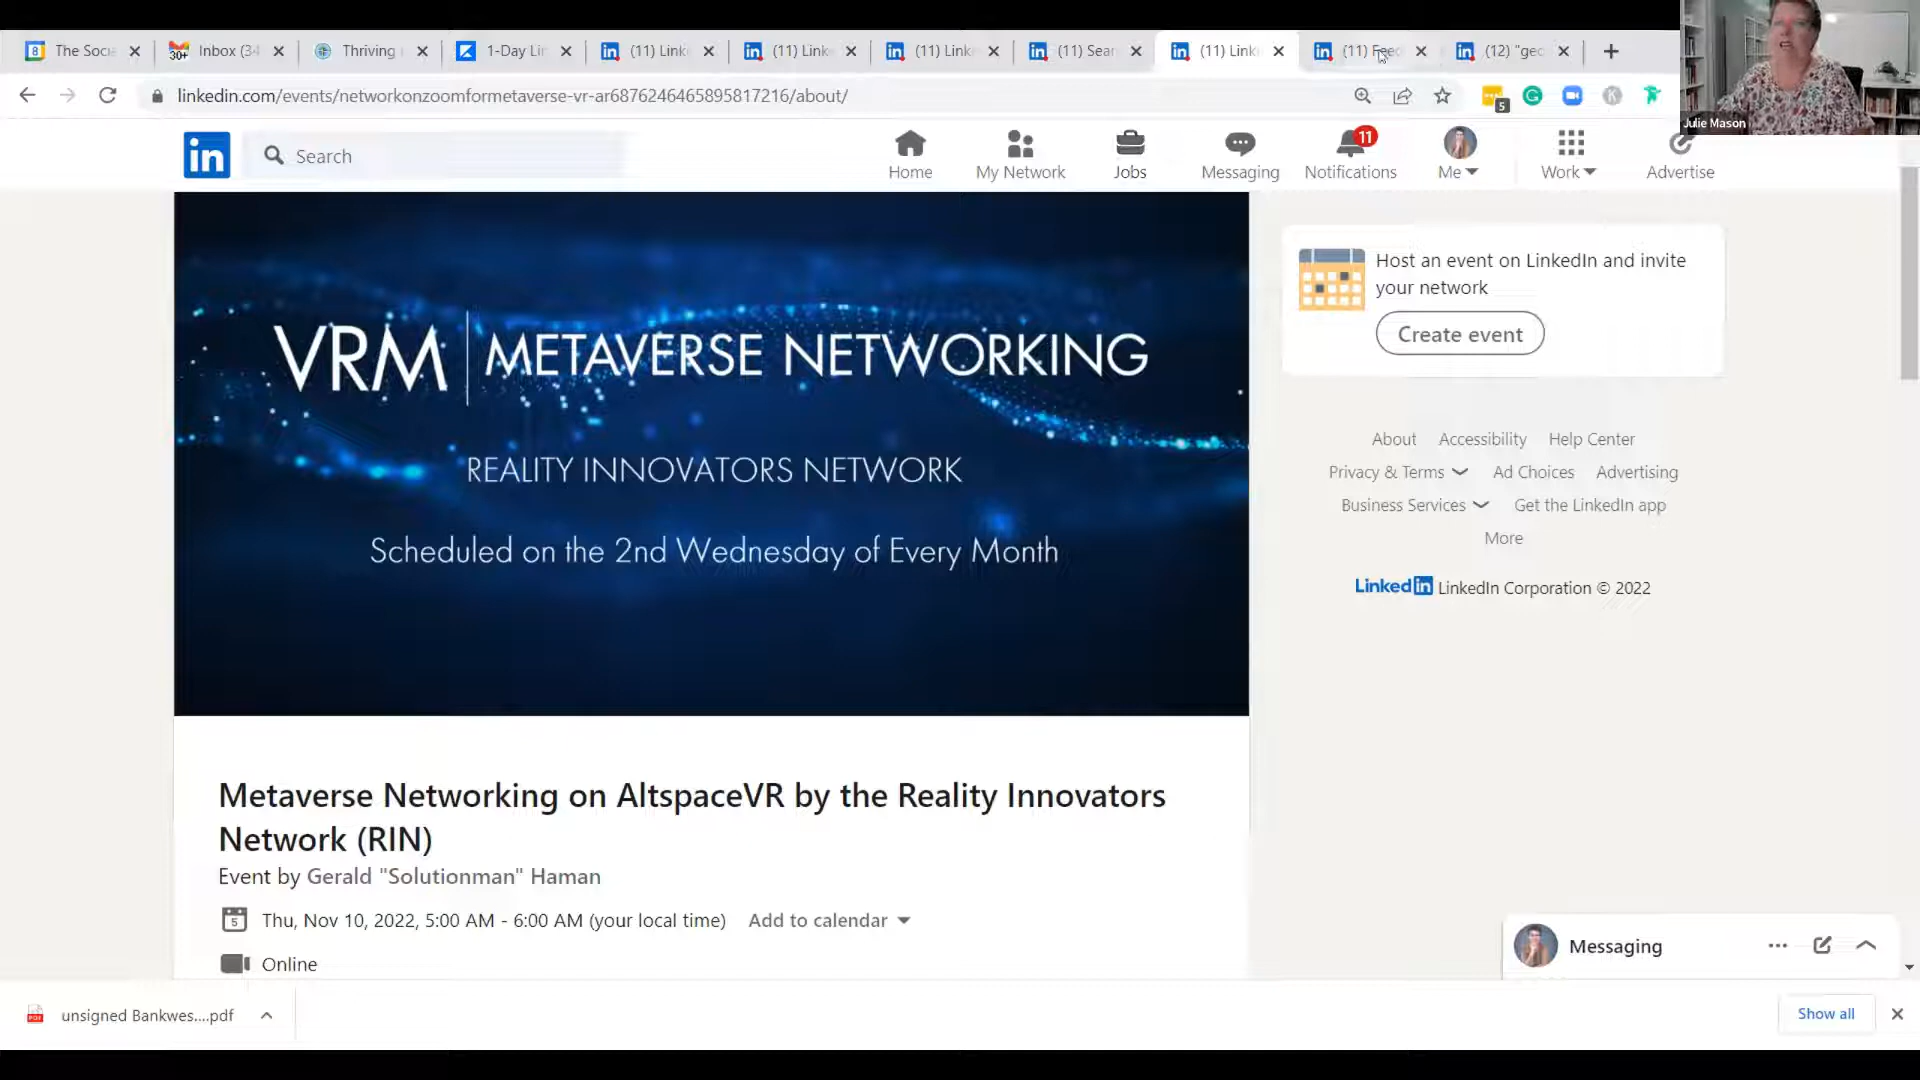 The Soci
Inbox (34
Thriving
1-Day Lin
(11) Link
(11) Link
(11) Link
(11) Sear
(11) Link
(11) Feed
(12) "geo
linkedin.com/events/networkonzoomformetaverse-vr-ar6876246465895817216/about/
5
Julie Mason
in
Search
Home
My Network
Jobs
Messaging
11
Notifications
Me
Work
Advertise
VRM | METAVERSE NETWORKING
REALITY INNOVATORS NETWORK
Scheduled on the 2nd Wednesday of Every Month
Host an event on LinkedIn and invite
your network
Create event
About Accessibility Help Center
Privacy & Terms Ad Choices Advertising
Business Services Get the LinkedIn app
More
LinkedIn LinkedIn Corporation © 2022
Metaverse Networking on AltspaceVR by the Reality Innovators
Network (RIN)
Event by Gerald "Solutionman" Haman
Thu, Nov 10, 2022, 5:00 AM - 6:00 AM (your local time) Add to calendar
Online
Messaging
unsigned Bankwes....pdf
Show all